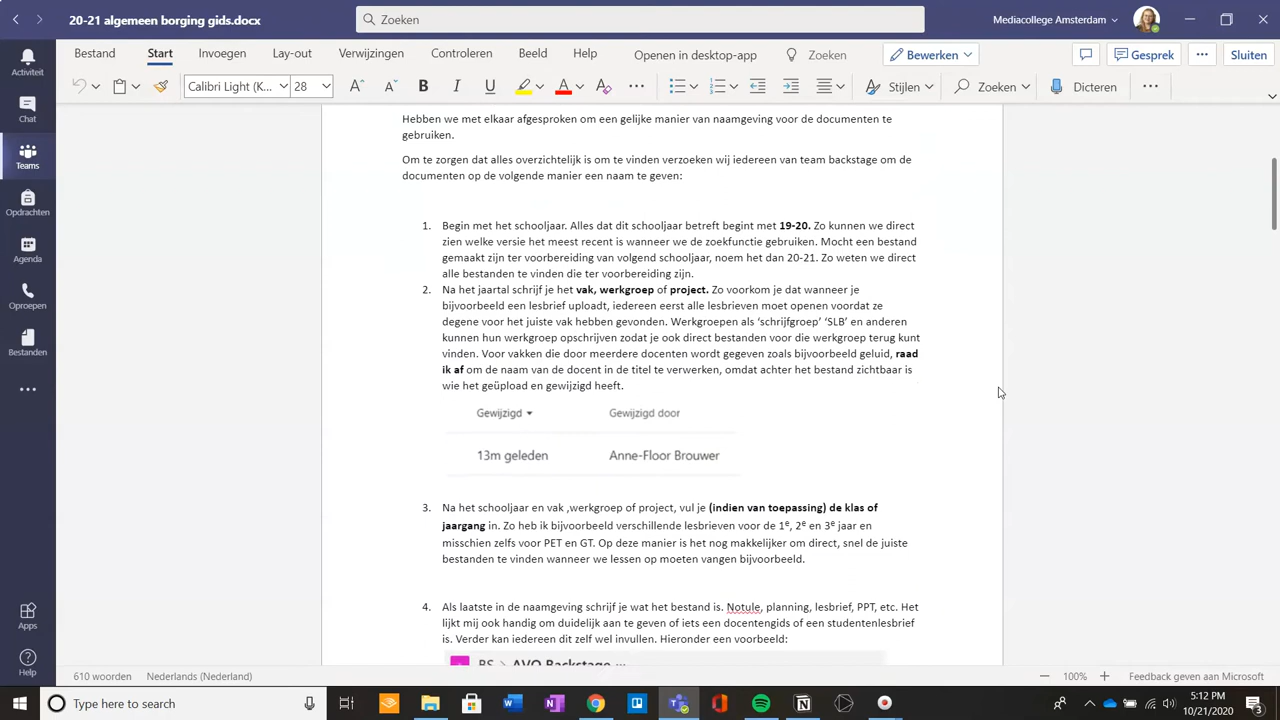 20-21 algemeen borging gids.docx
Zoeken
Mediacollege Amsterdam
Bestand Start Invoegen Lay-out Verwijzingen Controleren Beeld Help Openen in desktop-app Zoeken Bewerken Gesprek Sluiten
Calibri Light (K... 28 B I U A Stijlen Zoeken Dicteren
Activiteit
Chat
Teams
Opdrachten
Agenda
Oproepen
Bestanden
Apps
Help
Hebben we met elkaar afgesproken om een gelijke manier van naamgeving voor de documenten te
gebruiken.
Om te zorgen dat alles overzichtelijk is om te vinden verzoeken wij iedereen van team backstage om de
documenten op de volgende manier een naam te geven:
1. Begin met het schooljaar. Alles dat dit schooljaar betreft begint met 19-20. Zo kunnen we direct
zien welke versie het meest recent is wanneer we de zoekfunctie gebruiken. Mocht een bestand
gemaakt zijn ter voorbereiding van volgend schooljaar, noem het dan 20-21. Zo weten we direct
alle bestanden te vinden die ter voorbereiding zijn.
2. Na het jaartal schrijf je het vak, werkgroep of project. Zo voorkom je dat wanneer je
bijvoorbeeld een lesbrief uploadt, iedereen eerst alle lesbrieven moet openen voordat ze
degene voor het juiste vak hebben gevonden. Werkgroepen als ‘schrijfgroep’ ‘SLB’ en anderen
kunnen hun werkgroep opschrijven zodat je ook direct bestanden voor die werkgroep terug kunt
vinden. Voor vakken die door meerdere docenten wordt gegeven zoals bijvoorbeeld geluid, raad
ik af om de naam van de docent in de titel te verwerken, omdat achter het bestand zichtbaar is
wie het geüpload en gewijzigd heeft.
Gewijzigd Gewijzigd door
13m geleden Anne-Floor Brouwer
3. Na het schooljaar en vak ,werkgroep of project, vul je (indien van toepassing) de klas of
jaargang in. Zo heb ik bijvoorbeeld verschillende lesbrieven voor de 1e, 2e en 3e jaar en
misschien zelfs voor PET en GT. Op deze manier is het nog makkelijker om direct, snel de juiste
bestanden te vinden wanneer we lessen op moeten vangen bijvoorbeeld.
4. Als laatste in de naamgeving schrijf je wat het bestand is. Notule, planning, lesbrief, PPT, etc. Het
lijkt mij ook handig om duidelijk aan te geven of iets een docentengids of een studentenlesbrief
is. Verder kan iedereen dit zelf wel invullen. Hieronder een voorbeeld:
BS > AVO Backstage ...
610 woorden Nederlands (Nederland) 100% Feedback geven aan Microsoft
Type here to search
5:12 PM
10/21/2020
3